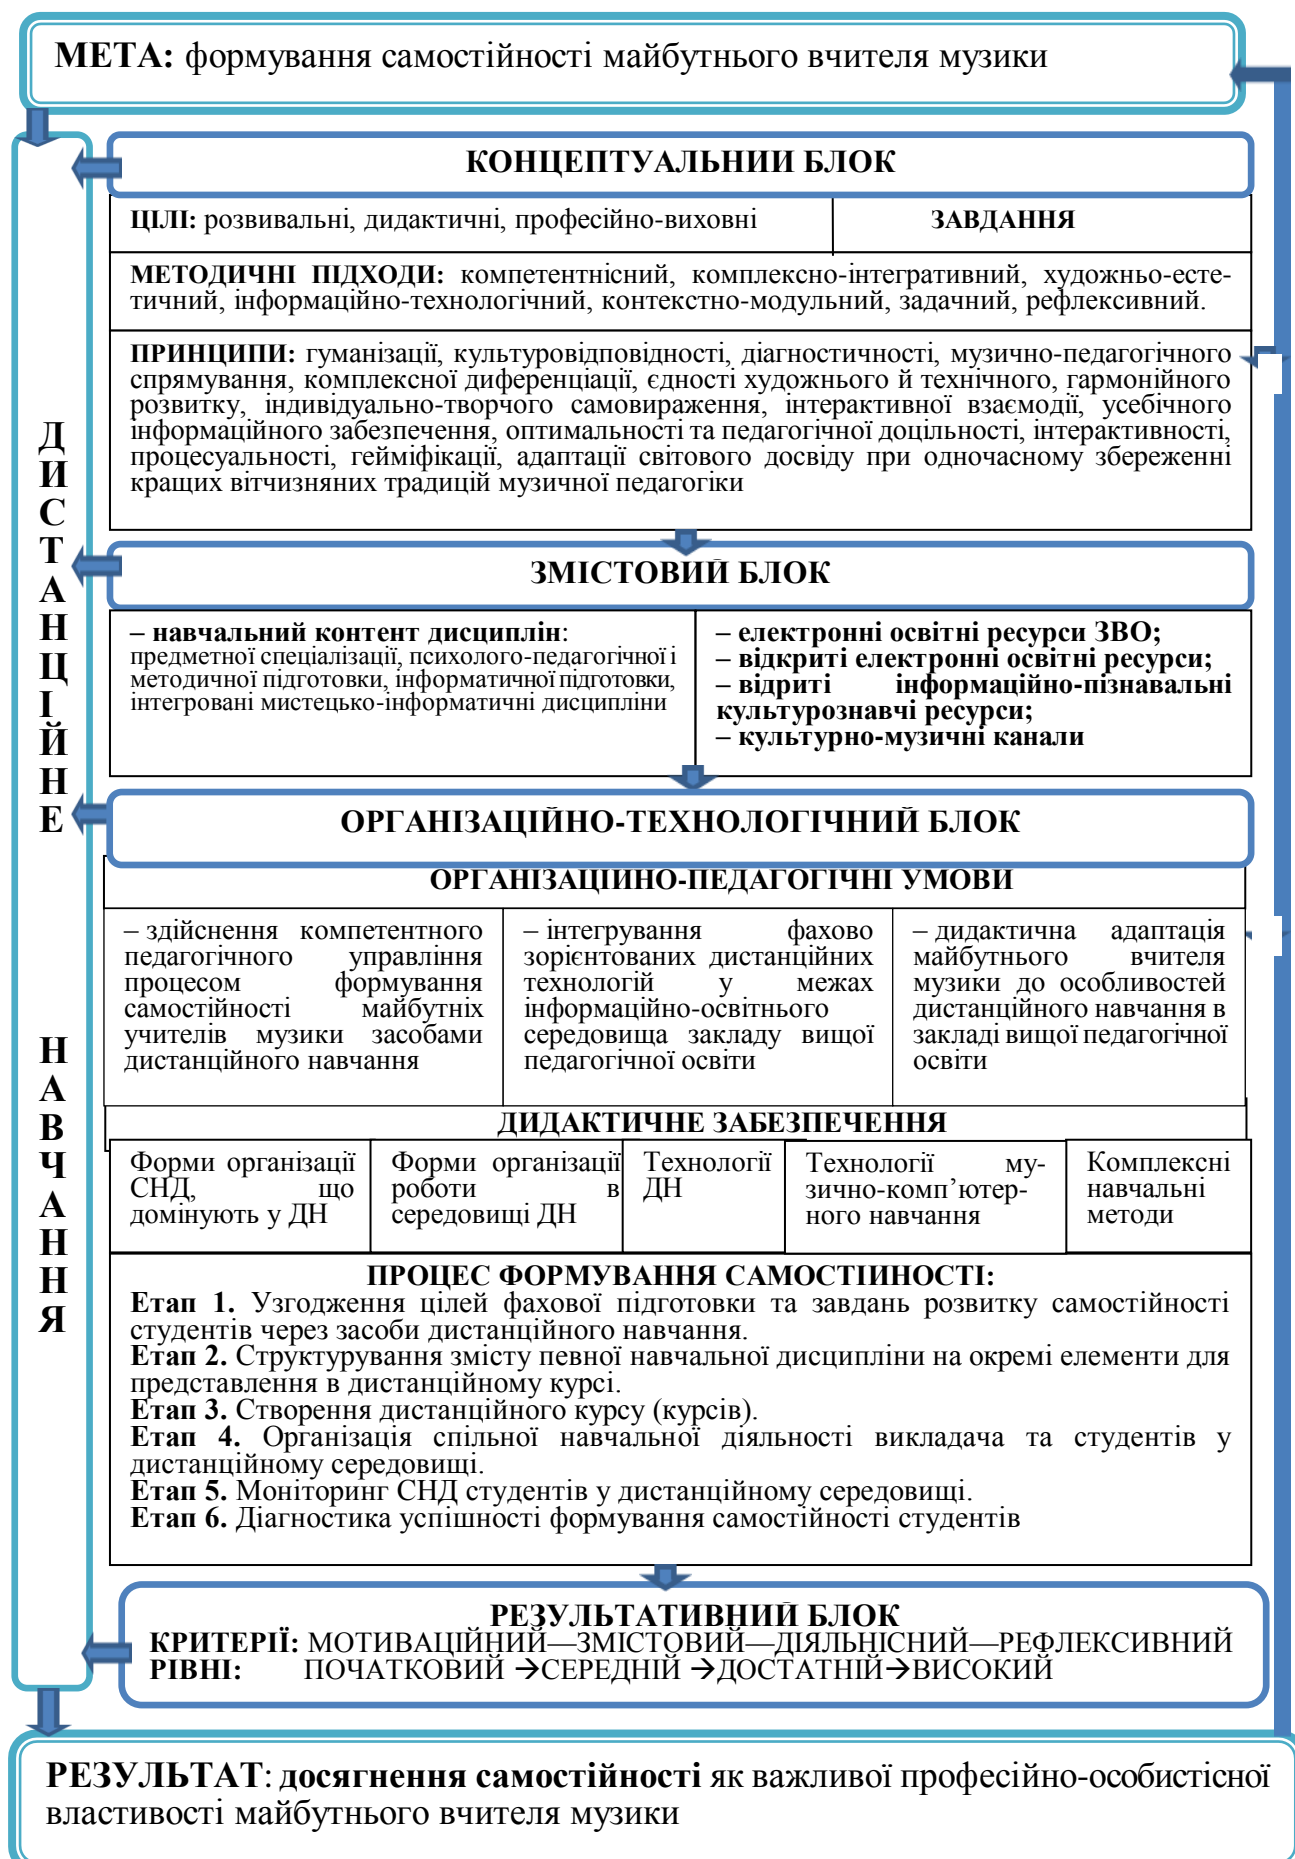 МЕТА: формування самостійності майбутнього вчителя музики
КОНЦЕПТУАЛЬНИЙ БЛОК
ЦІЛІ: розвивальні, дидактичні, професійно-виховні
ЗАВДАННЯ
МЕТОДИЧНІ ПІДХОДИ: компетентнісний, комплексно-інтегративний, художньо-есте-
тичний, інформаційно-технологічний, контекстно-модульний, задачний, рефлексивний.
ПРИНЦИПИ: гуманізації, культуровідповідності, діагностичності, музично-педагогічного
спрямування, комплексної диференціації, єдності художнього й технічного, гармонійного
розвитку, індивідуально-творчого самовираження, інтерактивної взаємодії, усебічного
інформаційного забезпечення, оптимальності та педагогічної доцільності, інтерактивності,
процесуальності, гейміфікації, адаптації світового досвіду при одночасному збереженні
кращих вітчизняних традицій музичної педагогіки
ДИСТАНЦІЙНЕ
НАВЧАННЯ
ЗМІСТОВИЙ БЛОК
– навчальний контент дисциплін:
предметної спеціалізації, психолого-педагогічної і
методичної підготовки, інформатичної підготовки,
інтегровані мистецько-інформатичні дисципліни
– електронні освітні ресурси ЗВО;
– відкриті електронні освітні ресурси;
– відриті інформаційно-пізнавальні
культурознавчі ресурси;
– культурно-музичні канали
ОРГАНІЗАЦІЙНО-ТЕХНОЛОГІЧНИЙ БЛОК
ОРГАНІЗАЦІЙНО-ПЕДАГОГІЧНІ УМОВИ
– здійснення компетентного
педагогічного управління
процесом формування
самостійності майбутніх
учителів музики засобами
дистанційного навчання
– інтегрування фахово
зорієнтованих дистанційних
технологій у межах
інформаційно-освітнього
середовища закладу вищої
педагогічної освіти
– дидактична адаптація
майбутнього вчителя
музики до особливостей
дистанційного навчання в
закладі вищої педагогічної
освіти
ДИДАКТИЧНЕ ЗАБЕЗПЕЧЕННЯ
Форми організації
СНД, що
домінують у ДН
Форми організації
роботи в
середовищі ДН
Технології
ДН
Технології му-
зично-комп’ютер-
ного навчання
Комплексні
навчальні
методи
ПРОЦЕС ФОРМУВАННЯ САМОСТІЙНОСТІ:
Етап 1. Узгодження цілей фахової підготовки та завдань розвитку самостійності
студентів через засоби дистанційного навчання.
Етап 2. Структурування змісту певної навчальної дисципліни на окремі елементи для
представлення в дистанційному курсі.
Етап 3. Створення дистанційного курсу (курсів).
Етап 4. Організація спільної навчальної діяльності викладача та студентів у
дистанційному середовищі.
Етап 5. Моніторинг СНД студентів у дистанційному середовищі.
Етап 6. Діагностика успішності формування самостійності студентів
РЕЗУЛЬТАТИВНИЙ БЛОК
КРИТЕРІЇ: МОТИВАЦІЙНИЙ—ЗМІСТОВИЙ—ДІЯЛЬНІСНИЙ—РЕФЛЕКСИВНИЙ
РІВНІ: ПОЧАТКОВИЙ →СЕРЕДНІЙ →ДОСТАТНІЙ→ВИСОКИЙ
РЕЗУЛЬТАТ: досягнення самостійності як важливої професійно-особистісної
властивості майбутнього вчителя музики